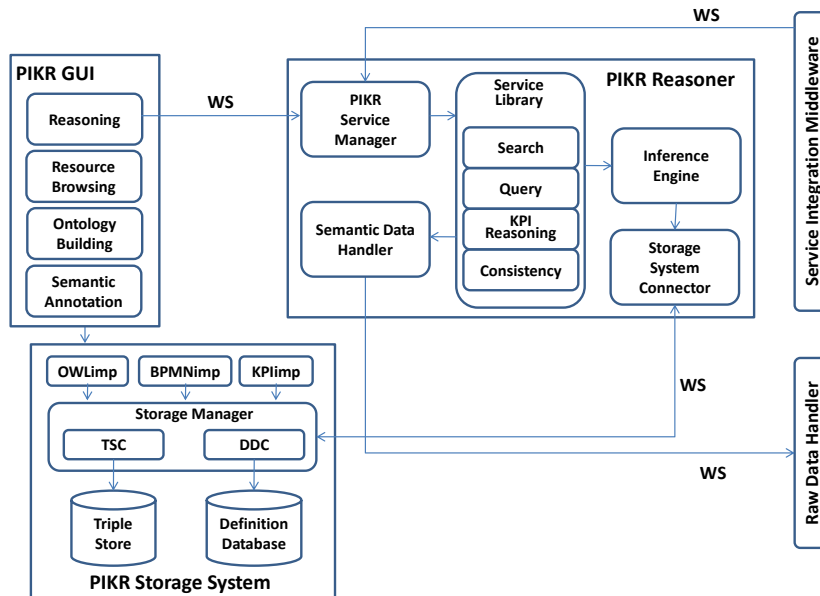 WS
PIKR GUI
Reasoning
Resource
Browsing
Ontology
Building
Semantic
Annotation
WS
PIKR Reasoner
PIKR
Service
Manager
Service
Library
Search
Query
KPI
Reasoning
Consistency
Inference
Engine
Semantic Data
Handler
Storage
System
Connector
Service Integration Middleware
OWLimp
BPMNimp
KPIimp
Storage Manager
TSC
DDC
Triple
Store
Definition
Database
PIKR Storage System
WS
WS
Raw Data Handler